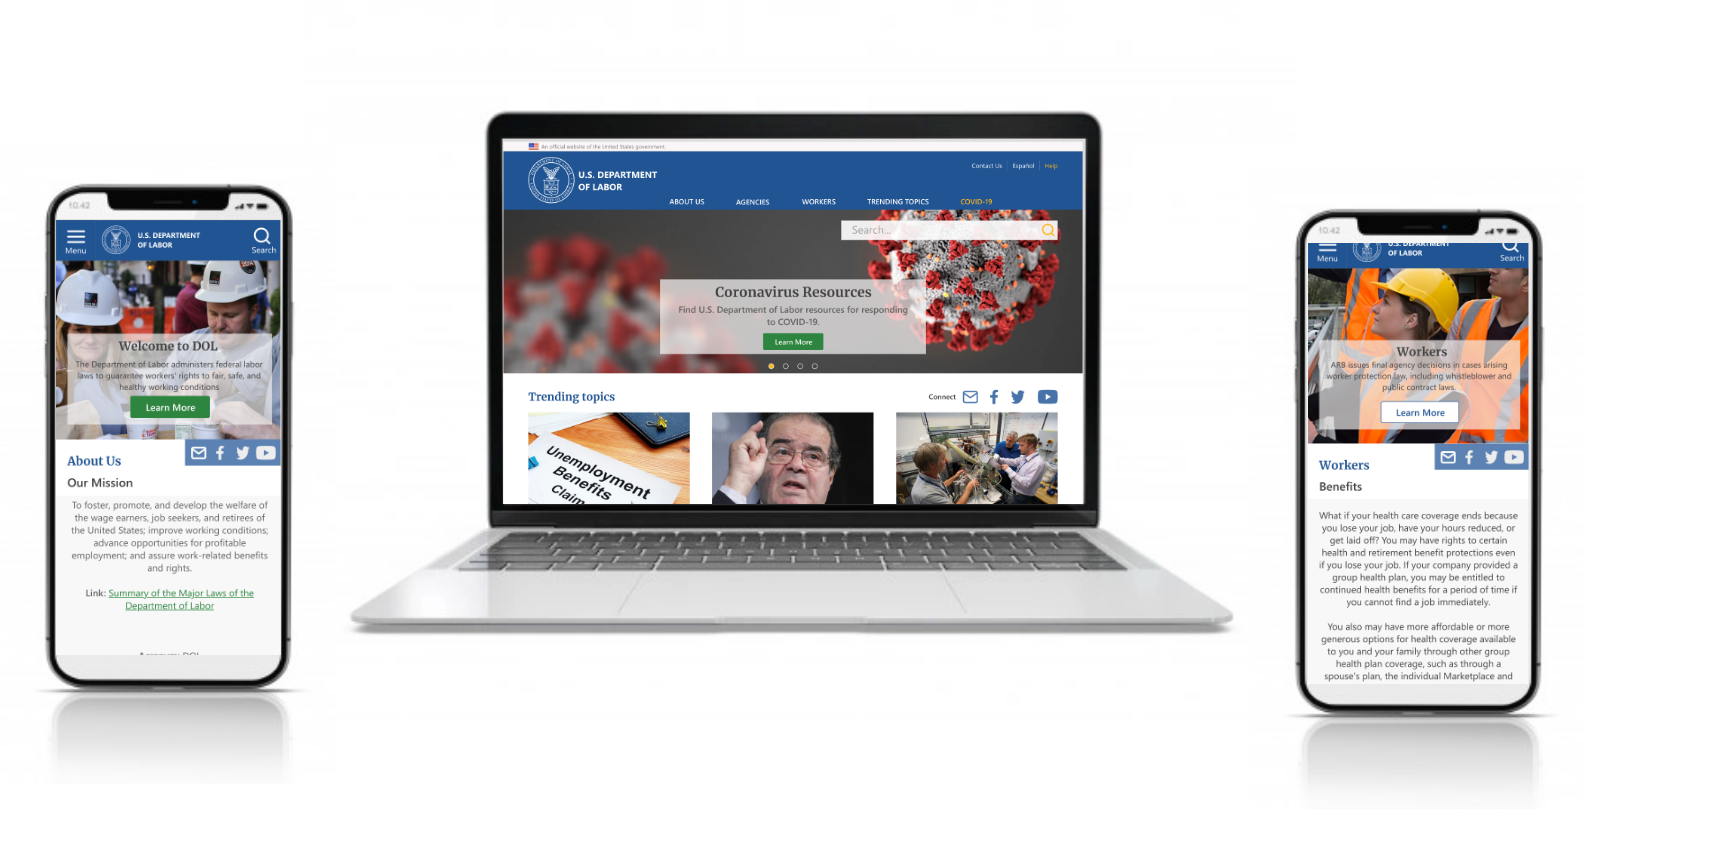 10.42
Menu
U.S. DEPARTMENT
OF LABOR
Search
Welcome to DOL
The Department of Labor administers federal labor
laws to guarantee workers' rights to fair, safe, and
healthy working conditions
Learn More
About Us
Our Mission
To foster, promote, and develop the welfare of
the wage earners, job seekers, and retirees of
the United States; improve working conditions;
advance opportunities for profitable
employment; and assure work-related benefits
and rights.
Link: Summary of the Major Laws of the
Department of Labor
An official website of the United States government
U.S. DEPARTMENT
OF LABOR
Contact Us
Español
Help
ABOUT US
AGENCIES
WORKERS
TRENDING TOPICS
COVID-19
Search...
Coronavirus Resources
Find U.S. Department of Labor resources for responding
to COVID-19.
Learn More
Trending topics
Connect
Unemployment
Benefits
Claim
10.42
Menu
U.S. DEPARTMENT
OF LABOR
Search
Workers
ARB issues final agency decisions in cases arising
worker protection law, including whistleblower and
public contract laws.
Learn More
Workers
Benefits
What if your health care coverage ends because
you lose your job, have your hours reduced, or
get laid off? You may have rights to certain
health and retirement benefit protections even
if you lose your job. If your company provided a
group health plan, you may be entitled to
continued health benefits for a period of time if
you cannot find a job immediately.
You also may have more affordable or more
generous options for health coverage available
to you and your family through other group
health plan coverage, such as through a
spouse's plan, the individual Marketplace and